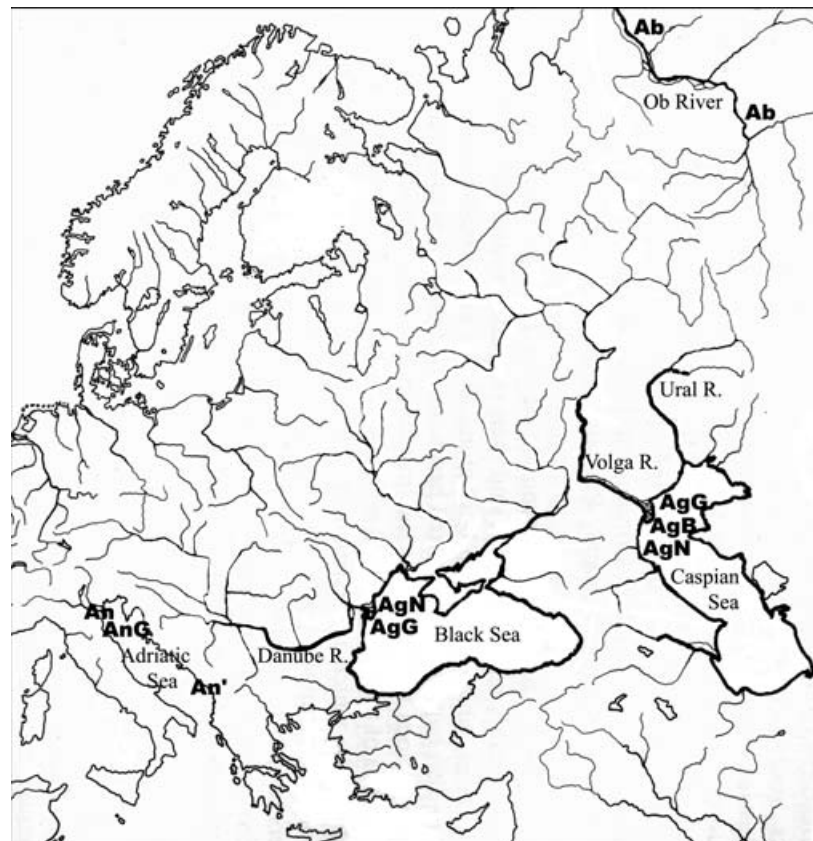 Ab
Ob River
Ab
Ural R.
Volga R.
AgG
AgB
AgN
Caspian
Sea
AgN
AgG
Black Sea
Danube R.
An
AnG
Adriatic
Sea
An'